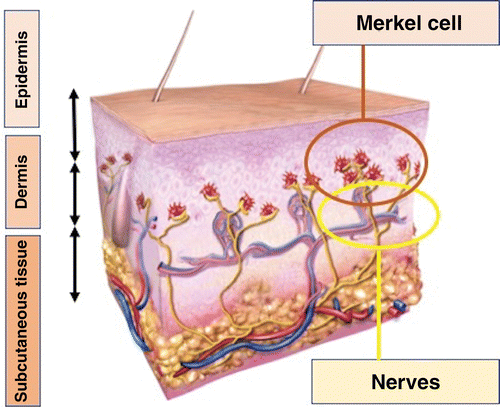 Merkel cell
Epidermis
Dermis
Subcutaneous tissue
Nerves